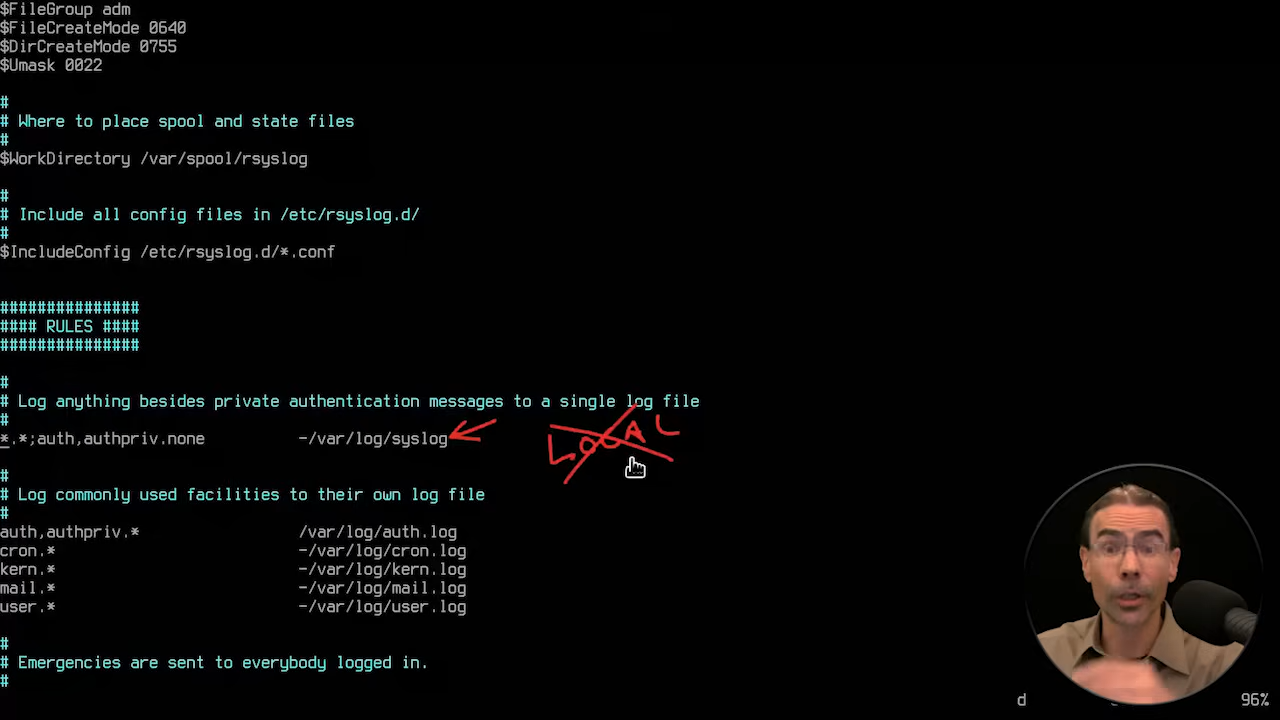 $FileGroup adm
$FileCreateMode 0640
$DirCreateMode 0755
$Umask 0022
#
# Where to place spool and state files
#
$WorkDirectory /var/spool/rsyslog
#
# Include all config files in /etc/rsyslog.d/
#
$IncludeConfig /etc/rsyslog.d/*.conf
###############
#### RULES ####
###############
#
# Log anything besides private authentication messages to a single log file
#
*.*;auth,authpriv.none -/var/log/syslog
LOCAL
#
# Log commonly used facilities to their own log file
#
auth,authpriv.* /var/log/auth.log
cron.* -/var/log/cron.log
kern.* -/var/log/kern.log
mail.* -/var/log/mail.log
user.* -/var/log/user.log
#
# Emergencies are sent to everybody logged in.
#
d 96%